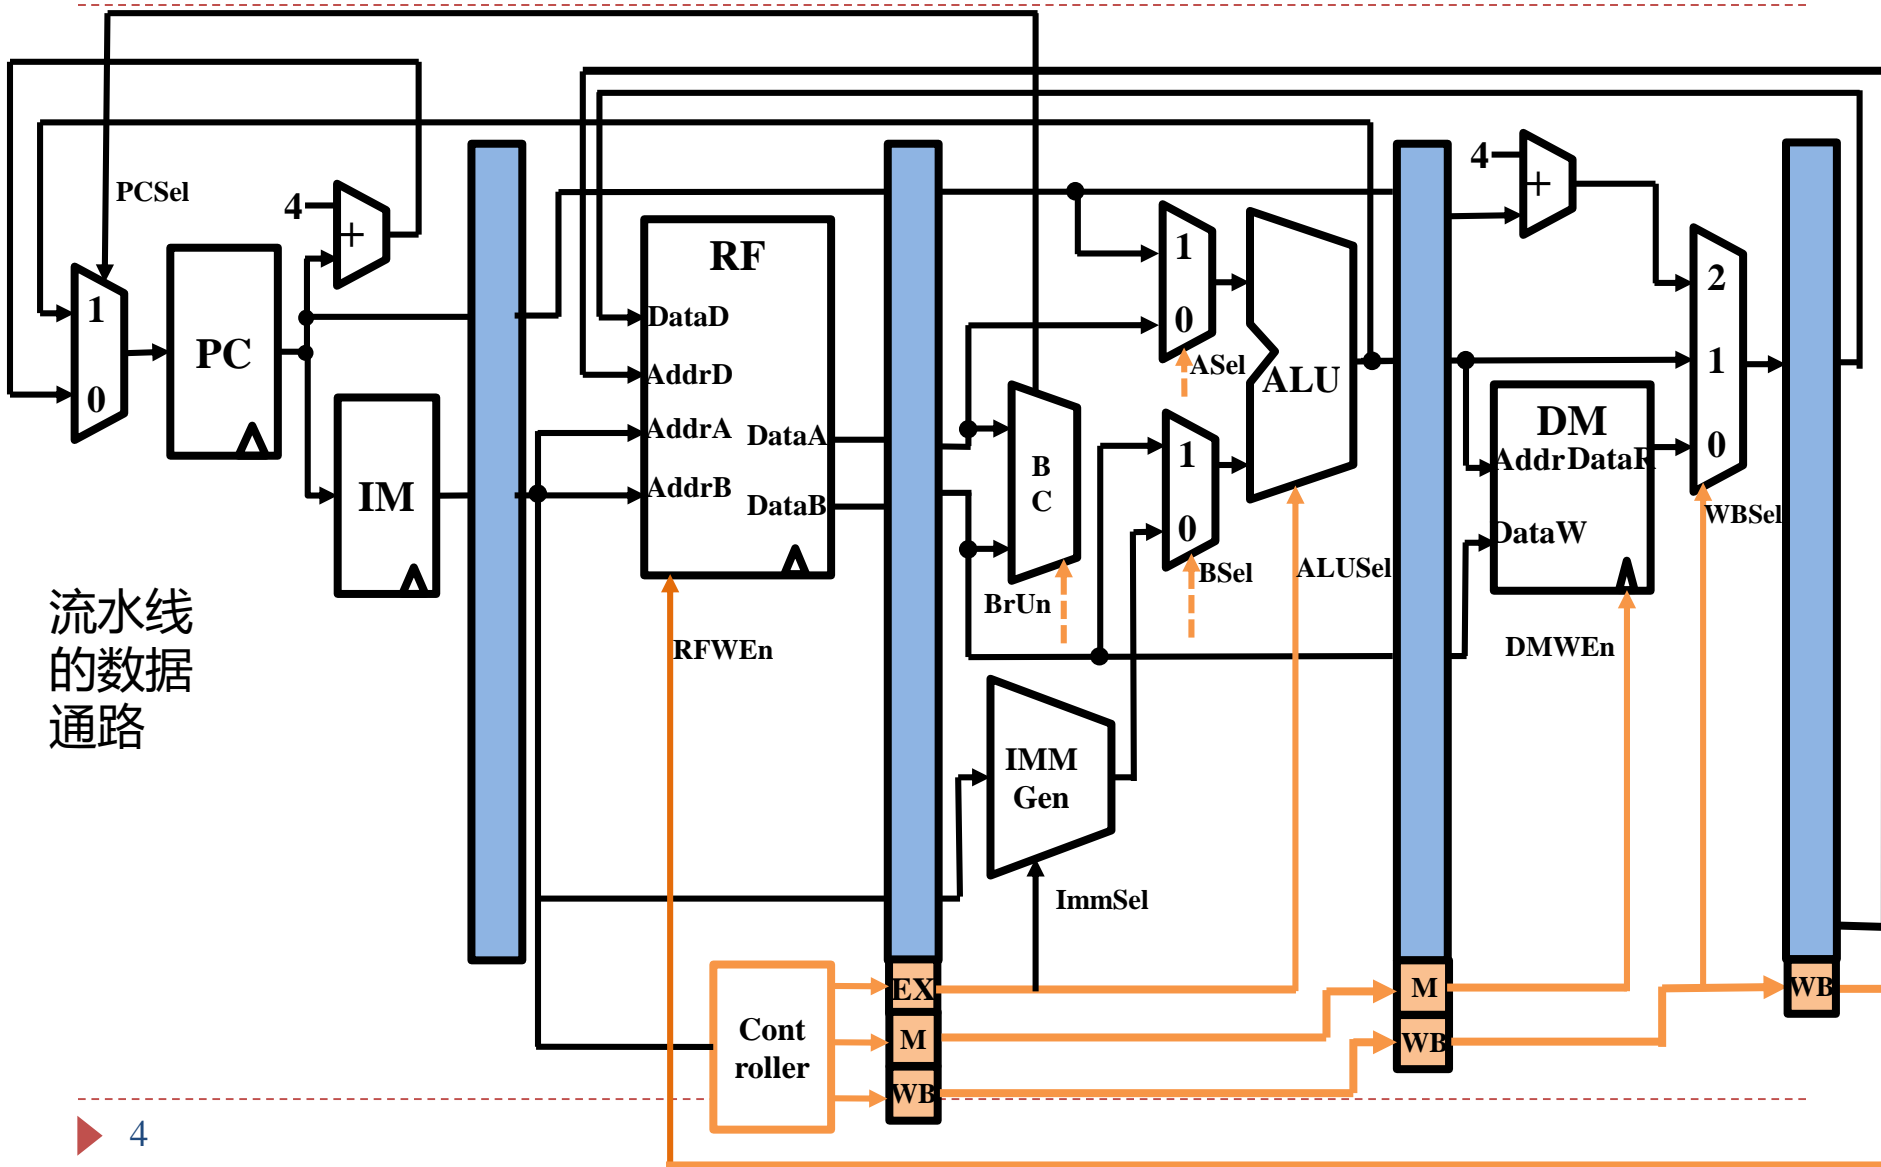 PCSel
4
+
1
0
PC
IM
RF
DataD
AddrD
AddrA
AddrB
DataA
DataB
RFWEn
B
C
BrUn
1
0
ASel
1
0
BSel
ALU
ALUSel
IMM
Gen
ImmSel
4
+
DM
Addr
DataR
DataW
DMWEn
2
1
0
WBSel
流水线
的数据
通路
Cont
roller
EX
M
WB
M
WB
WB
4